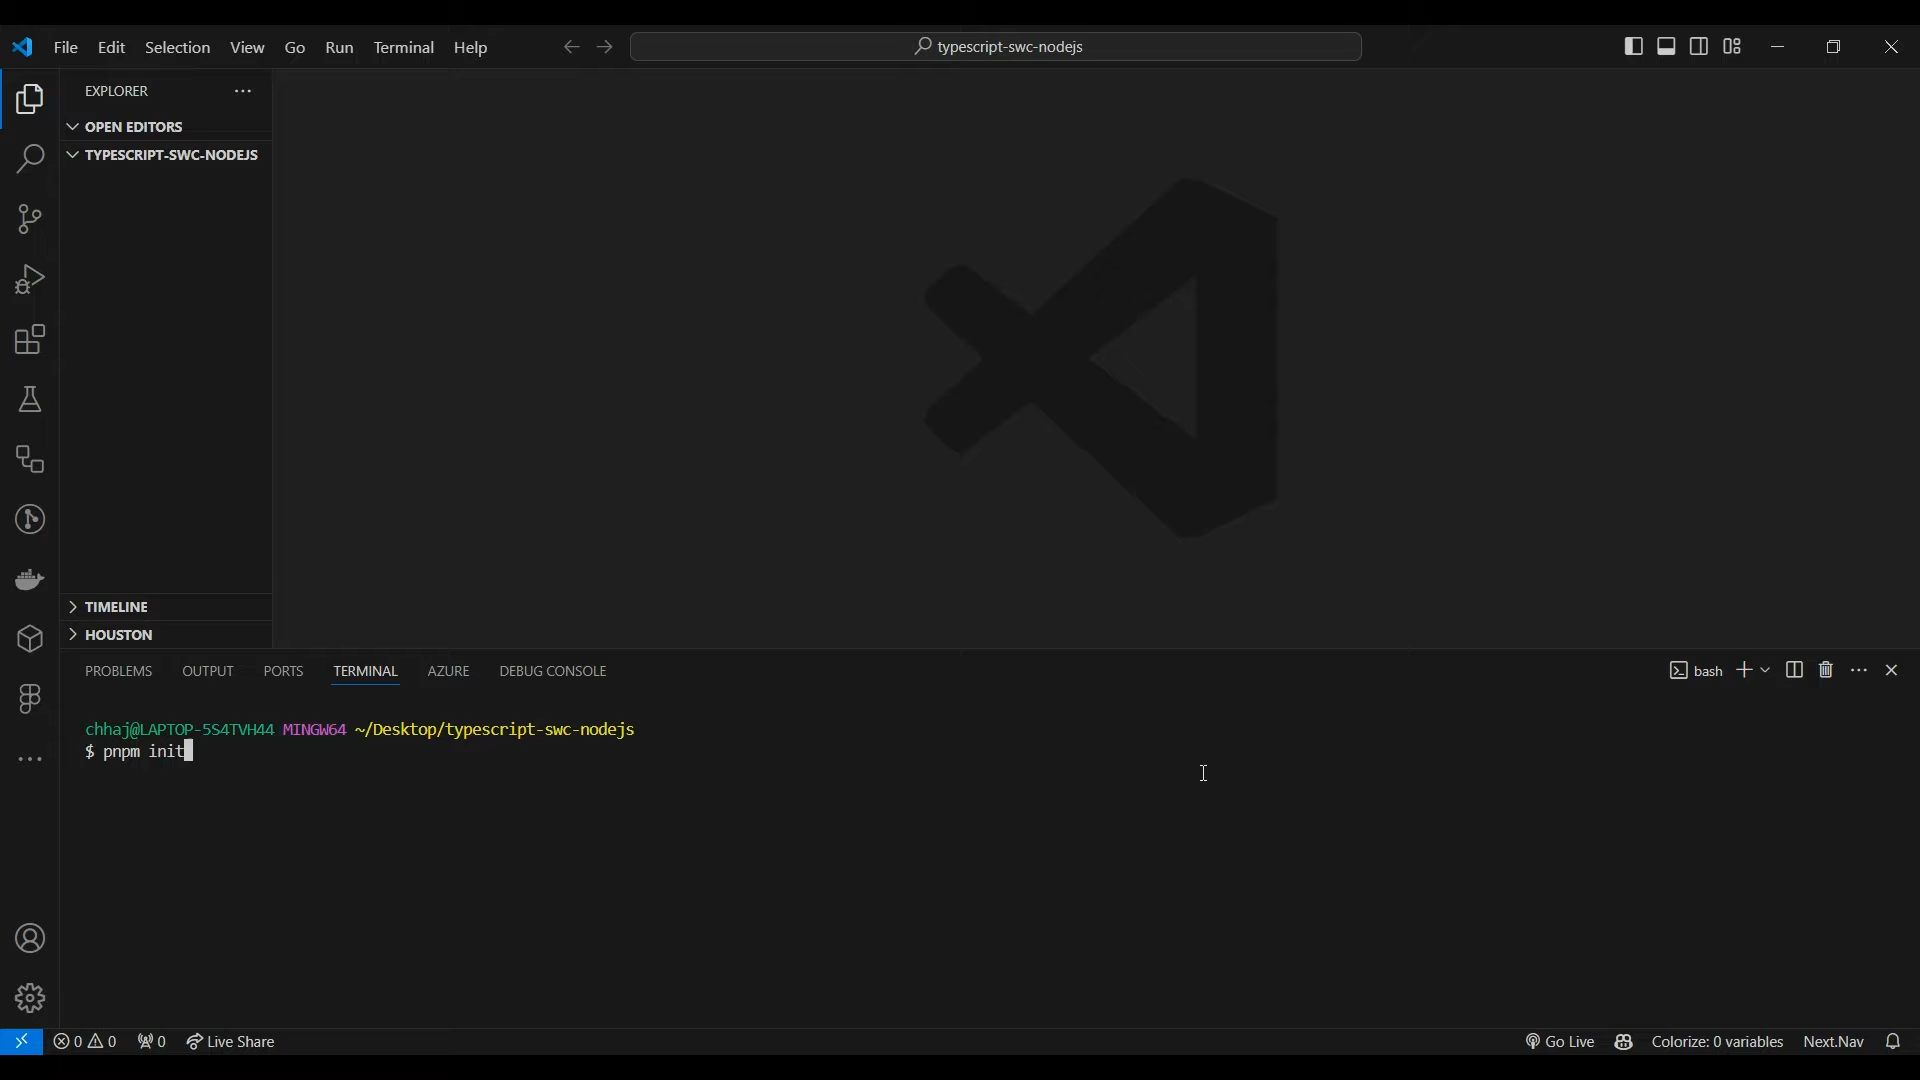 File Edit Selection View Go Run Terminal Help
typescript-swc-nodejs
EXPLORER
OPEN EDITORS
TYPESCRIPT-SWC-NODEJS
TIMELINE
HOUSTON
PROBLEMS OUTPUT PORTS TERMINAL AZURE DEBUG CONSOLE
bash
chhaj@LAPTOP-5S4TVH44 MINGW64 ~/Desktop/typescript-swc-nodejs
$ pnpm init
0 0 0 Live Share
Go Live Colorize: 0 variables Next.Nav